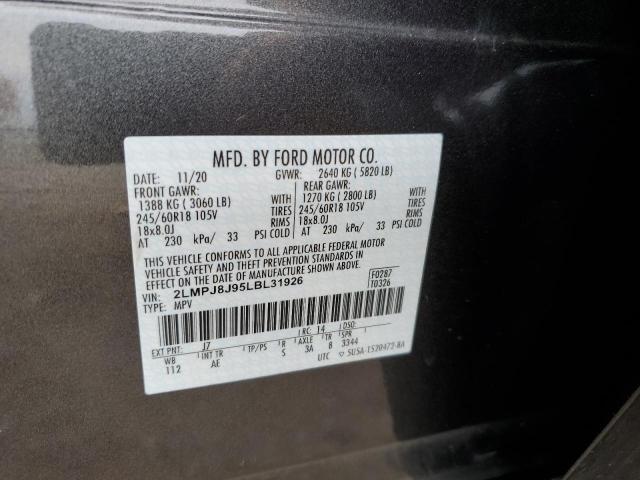 MFD. BY FORD MOTOR CO.
DATE: 11/20 GVWR: 2640 KG ( 5820 LB)
FRONT GAWR: REAR GAWR:
1388 KG ( 3060 LB) WITH 1270 KG ( 2800 LB) WITH
245/60R18 105V TIRES 245/60R18 105V TIRES
18x8.0J RIMS 18x8.0J RIMS
AT 230 kPa/ 33 PSI COLD AT 230 kPa/ 33 PSI COLD
THIS VEHICLE CONFORMS TO ALL APPLICABLE FEDERAL MOTOR
VEHICLE SAFETY AND THEFT PREVENTION STANDARDS IN
EFFECT ON THE DATE OF MANUFACTURE SHOWN ABOVE.
VIN: 2LMPJ8J95LBL31926 F0287
TYPE: MPV T0326
EXT PNT: J7 RC: 14 DSO:
WB INT TR TP/PS R AXLE TR SPR
112 AE S 3A 8 3344
UTC SU5A-1520472-BA